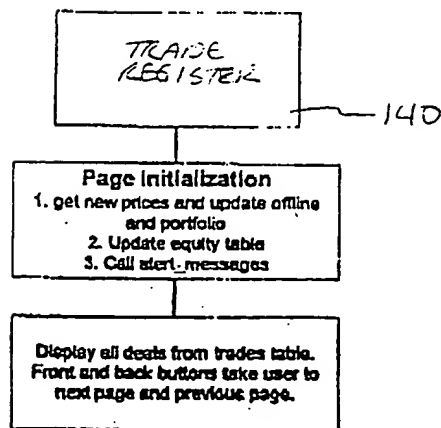 TRADE
REGISTER
140
Page Initialization
1. get new prices and update offline
and portfolio
2. Update equity table
3. Call alert messages
Display all deals from trades table.
Front and back buttons take user to
next page and previous page.